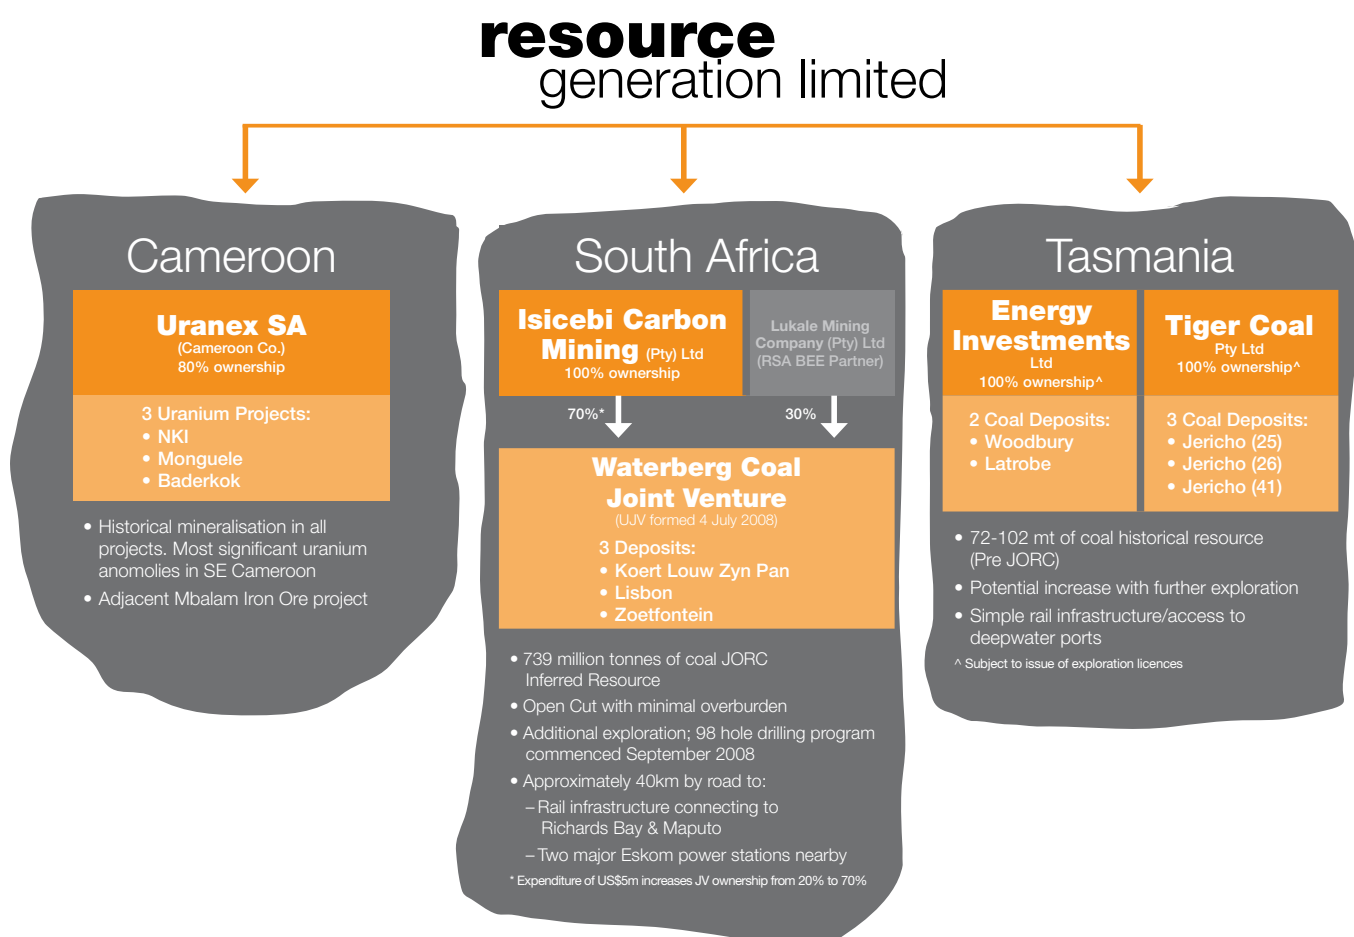 resource
generation limited
Cameroon
Uranex SA
(Cameroon Co.)
80% ownership
3 Uranium Projects:
• NKI
• Monguele
• Baderkok
• Historical mineralisation in all
projects. Most significant uranium
anomolies in SE Cameroon
• Adjacent Mbalam Iron Ore project
South Africa
Isicebi Carbon
Mining (Pty) Ltd
100% ownership
Lukale Mining
Company (Pty) Ltd
(RSA BEE Partner)
70%*
30%
Waterberg Coal
Joint Venture
(UJV formed 4 July 2008)
3 Deposits:
• Koert Louw Zyn Pan
• Lisbon
• Zoetfontein
• 739 million tonnes of coal JORC
Inferred Resource
• Open Cut with minimal overburden
• Additional exploration; 98 hole drilling program
commenced September 2008
• Approximately 40km by road to:
– Rail infrastructure connecting to
Richards Bay & Maputo
– Two major Eskom power stations nearby
* Expenditure of US$5m increases JV ownership from 20% to 70%
Tasmania
Energy
Investments
Ltd
100% ownership^
2 Coal Deposits:
• Woodbury
• Latrobe
Tiger Coal
Pty Ltd
100% ownership^
3 Coal Deposits:
• Jericho (25)
• Jericho (26)
• Jericho (41)
• 72-102 mt of coal historical resource
(Pre JORC)
• Potential increase with further exploration
• Simple rail infrastructure/access to
deepwater ports
^ Subject to issue of exploration licences